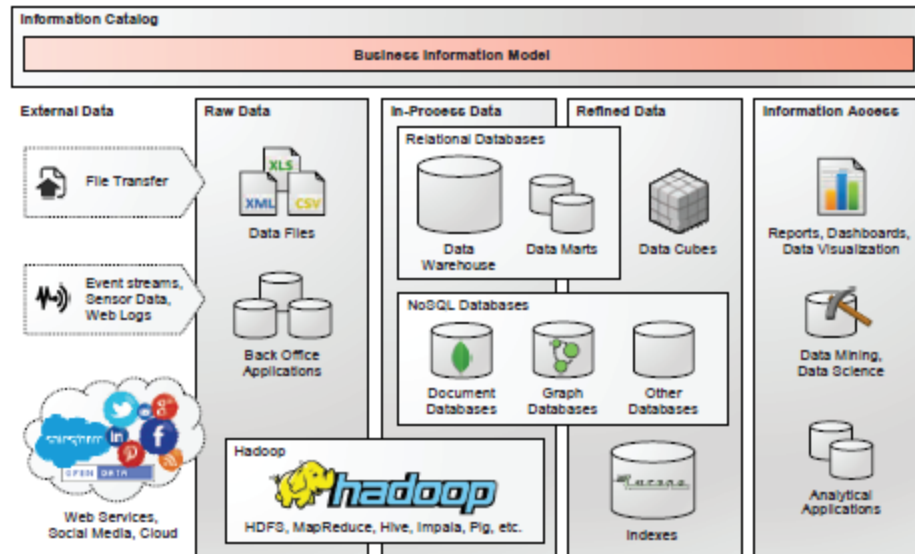 Information Catalog
Business Information Model
External Data
File Transfer
Event streams,
Sensor Data,
Web Logs
salesforce
in
f
OPEN DATA
Web Services,
Social Media, Cloud
Raw Data
XLS
XML
CSV
Data Files
Back Office
Applications
Hadoop
hadoop
HDFS, MapReduce, Hive, Impala, Pig, etc.
In-Process Data
Refined Data
Relational Databases
Data
Warehouse
Data Marts
Data Cubes
NoSQL Databases
Document
Databases
Graph
Databases
Other
Databases
Lucene
Indexes
Information Access
Reports, Dashboards,
Data Visualization
Data Mining,
Data Science
Analytical
Applications